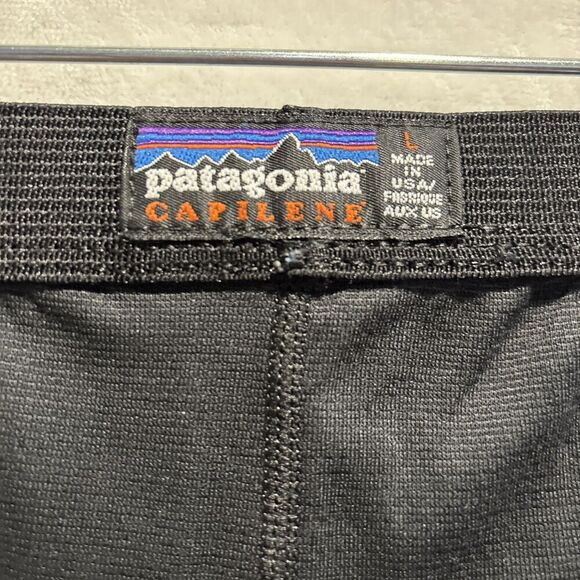 patagonia
CAPILENE
L
MADE
IN
USA/
FABRIQUE
AUX US